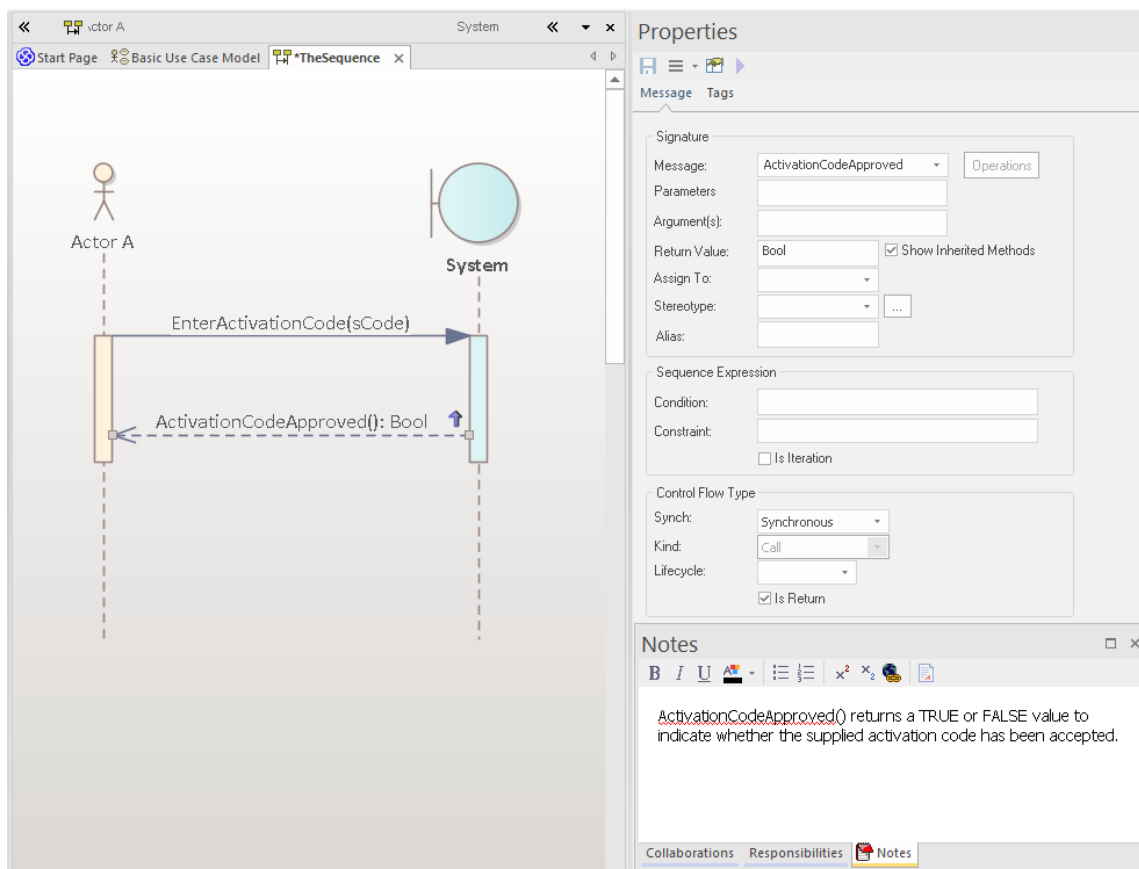 ctor A System
Start Page Basic Use Case Model *TheSequence
Actor A
System
EnterActivationCode(sCode)
ActivationCodeApproved(): Bool
Properties
Message Tags
Signature
Message: ActivationCodeApproved Operations
Parameters
Argument(s):
Return Value: Bool Show Inherited Methods
Assign To:
Stereotype: ...
Alias:
Sequence Expression
Condition:
Constraint:
Is Iteration
Control Flow Type
Synch: Synchronous
Kind: Call
Lifecycle:
Is Return
Notes
B I U A x² x₂
ActivationCodeApproved() returns a TRUE or FALSE value to
indicate whether the supplied activation code has been accepted.
Collaborations Responsibilities Notes